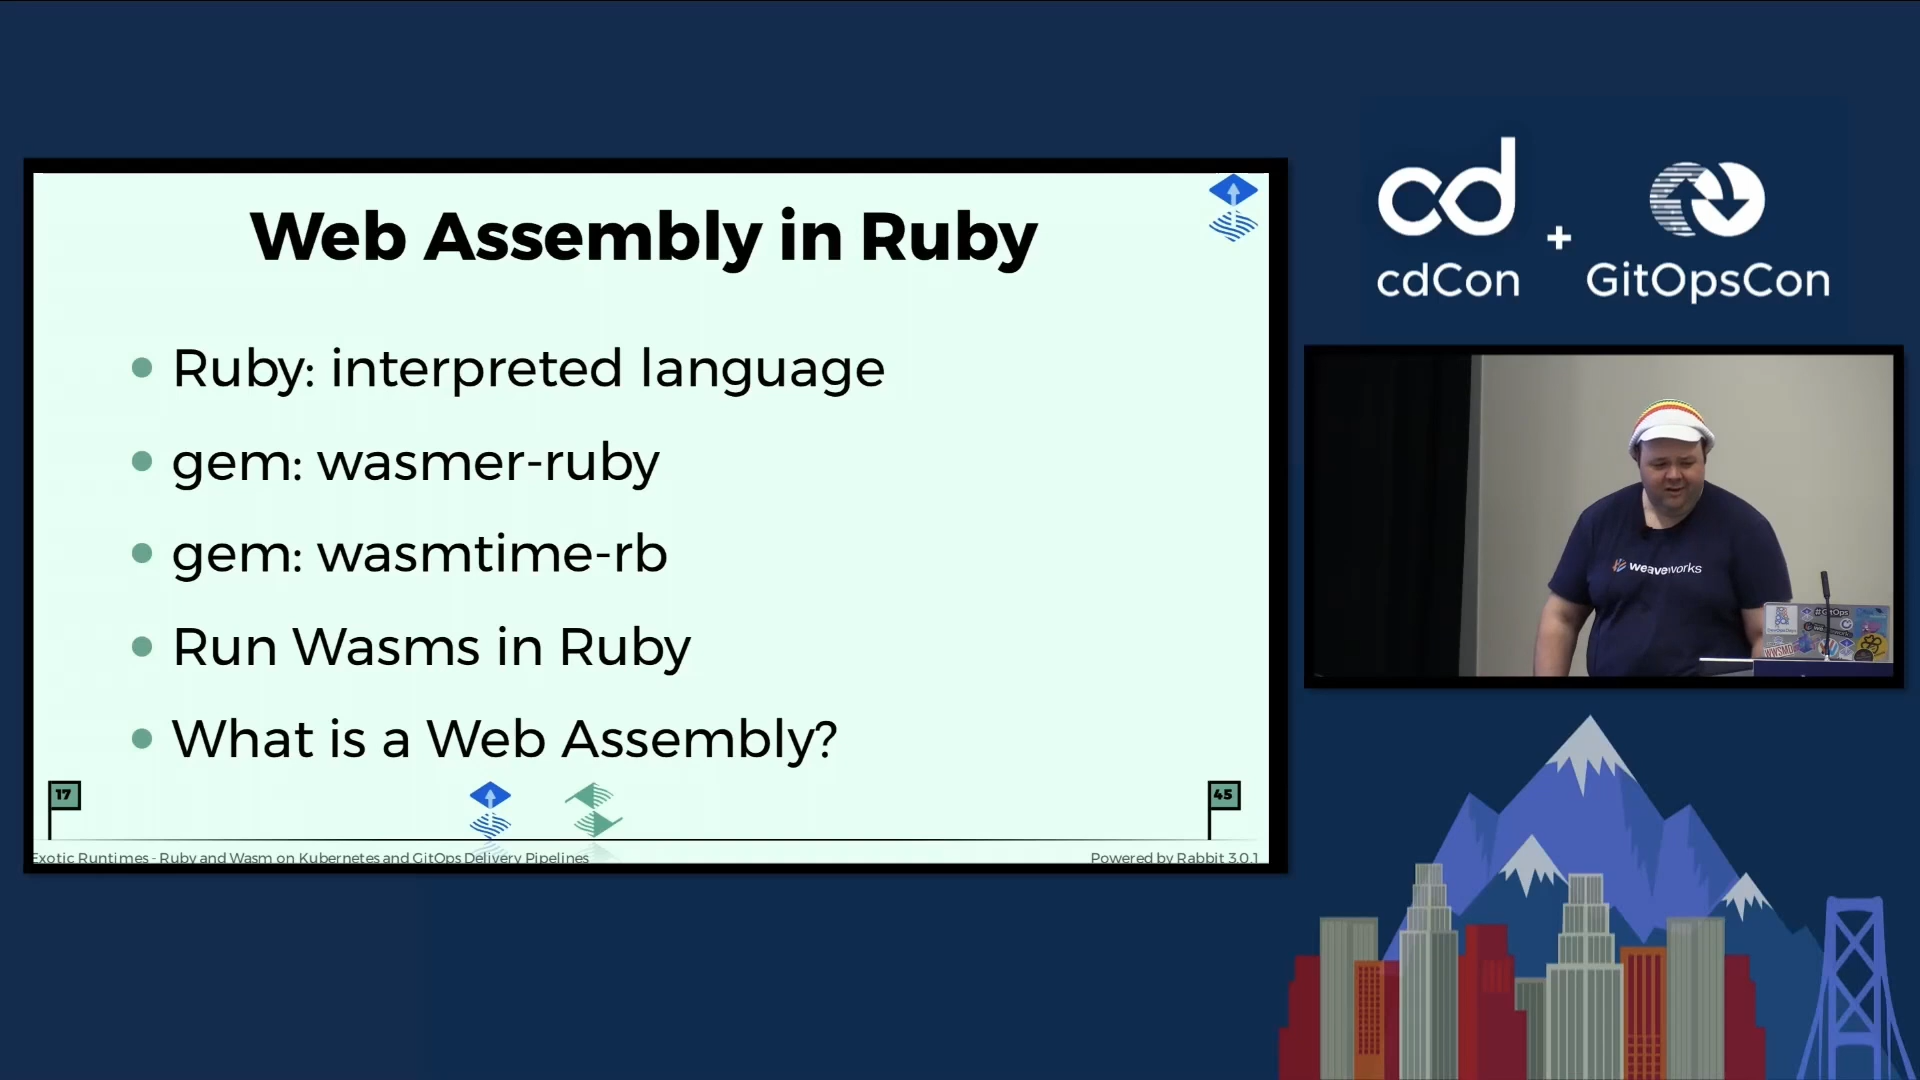 Web Assembly in Ruby
Ruby: interpreted language
gem: wasmer-ruby
gem: wasmtime-rb
Run Wasms in Ruby
What is a Web Assembly?
17
45
Exotic Runtimes - Ruby and Wasm on Kubernetes and GitOps Delivery Pipelines
Powered by Rabbit 3.0.1
cd
+
cdCon
GitOpsCon
weaveworks
#GitOps